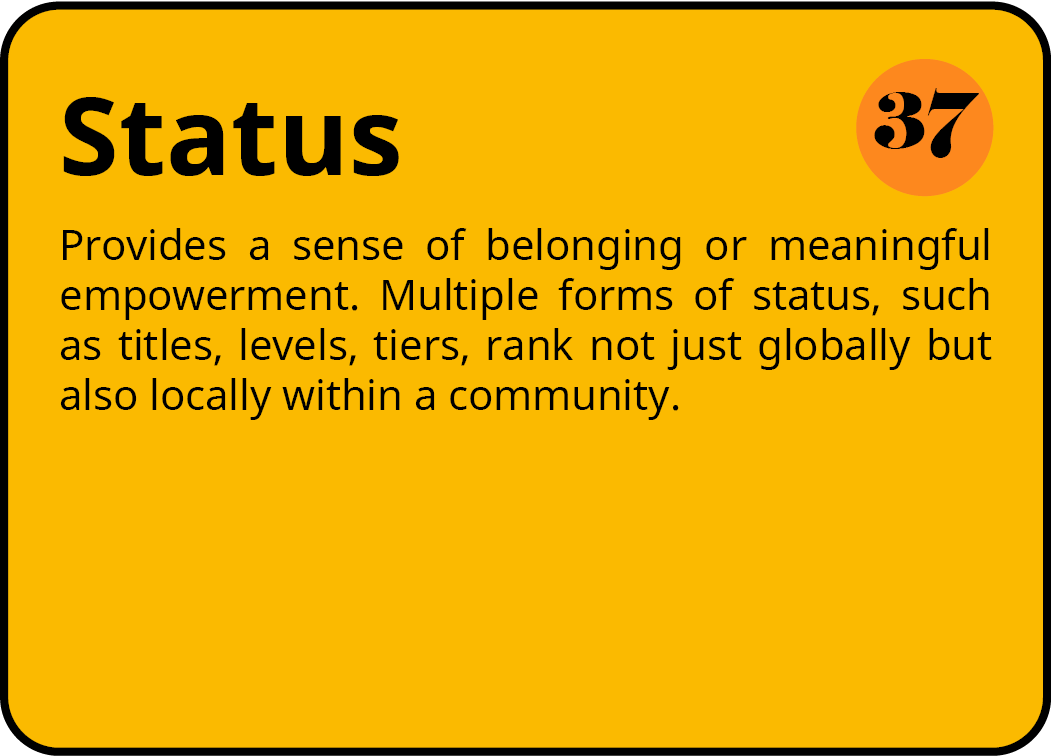 Status
37
Provides a sense of belonging or meaningful
empowerment. Multiple forms of status, such
as titles, levels, tiers, rank not just globally but
also locally within a community.